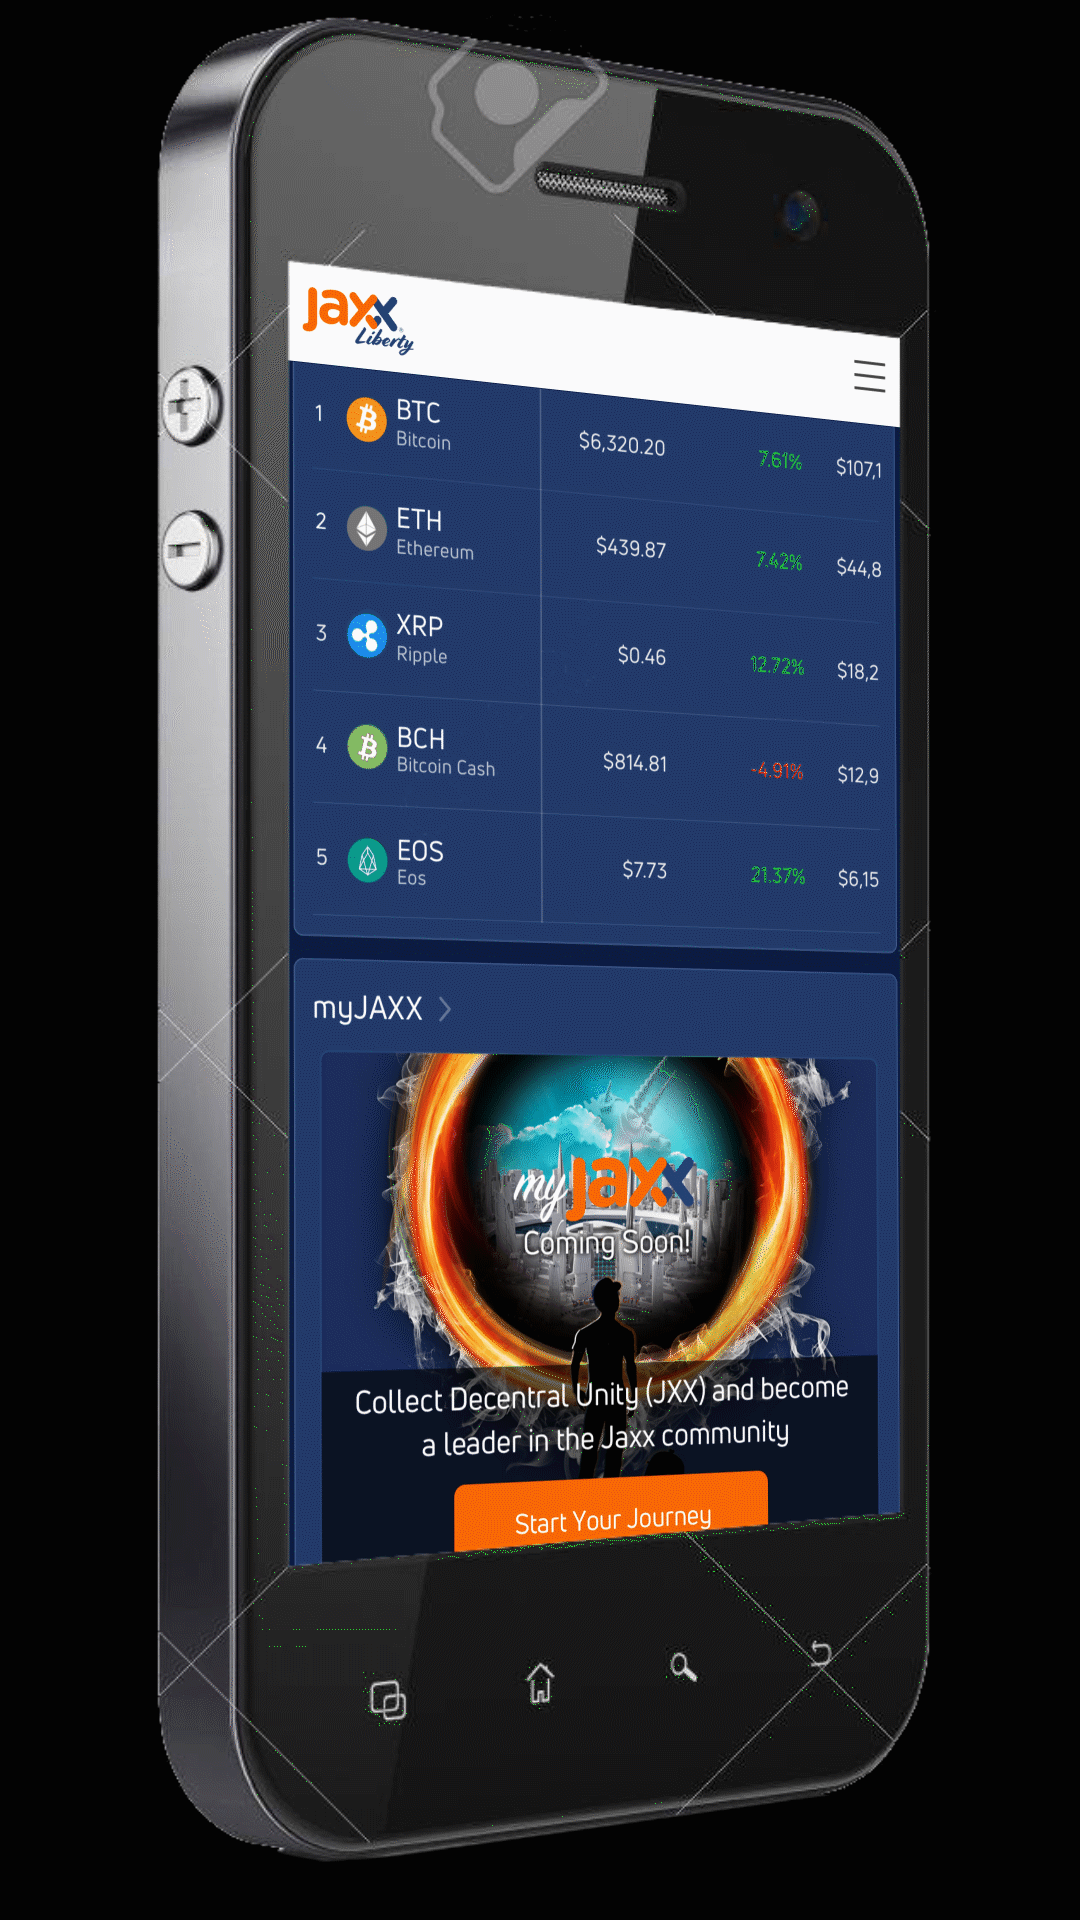 Jaxx
Liberty
1 BTC $6,320.20 7.61% $107,1
Bitcoin
2 ETH $439.87 7.42% $44,8
Ethereum
3 XRP $0.46 12.72% $18,2
Ripple
4 BCH $814.81 -4.91% $12,9
Bitcoin Cash
5 EOS $7.73 21.37% $6,15
Eos
myJAXX
my Jaxx
Coming Soon!
Collect Decentral Unity (JXX) and become
a leader in the Jaxx community
Start Your Journey